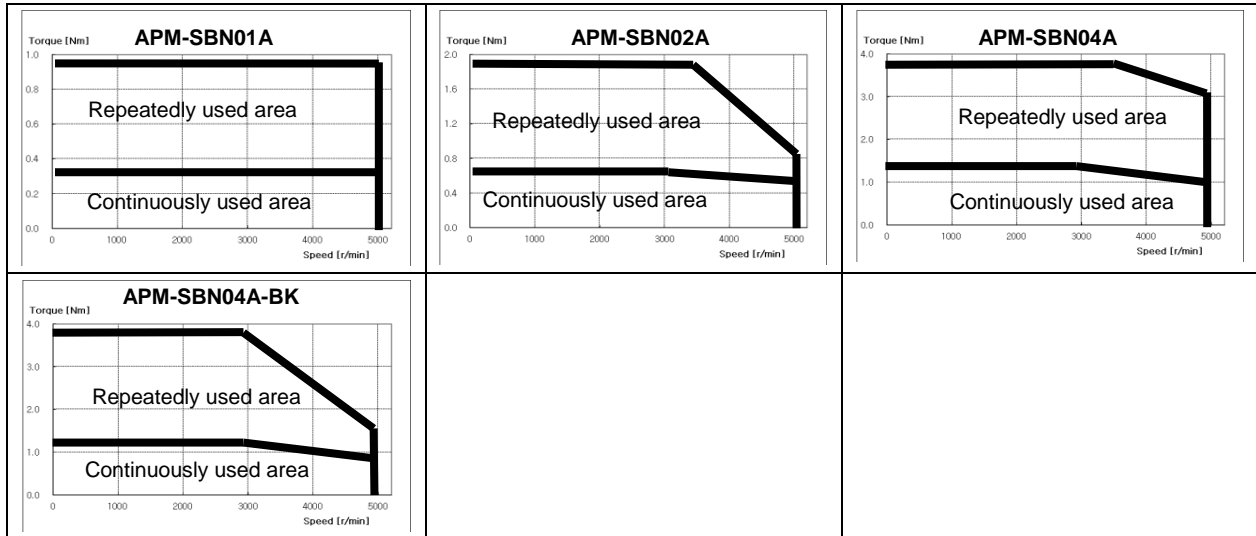 APM-SBN01A
Torque [Nm]
1.0
0.8
Repeatedly used area
0.6
0.4
0.2
Continuously used area
0.0
0 1000 2000 3000 4000 5000
Speed [r/min]
APM-SBN02A
Torque [Nm]
2.0
1.6
1.2
Repeatedly used area
0.8
0.4
Continuously used area
0.0
0 1000 2000 3000 4000 5000
Speed [r/min]
APM-SBN04A
Torque [Nm]
4.0
3.0
Repeatedly used area
2.0
1.0
Continuously used area
0.0
0 1000 2000 3000 4000 5000
Speed [r/min]
APM-SBN04A-BK
Torque [Nm]
4.0
3.0
Repeatedly used area
2.0
1.0
Continuously used area
0.0
0 1000 2000 3000 4000 5000
Speed [r/min]